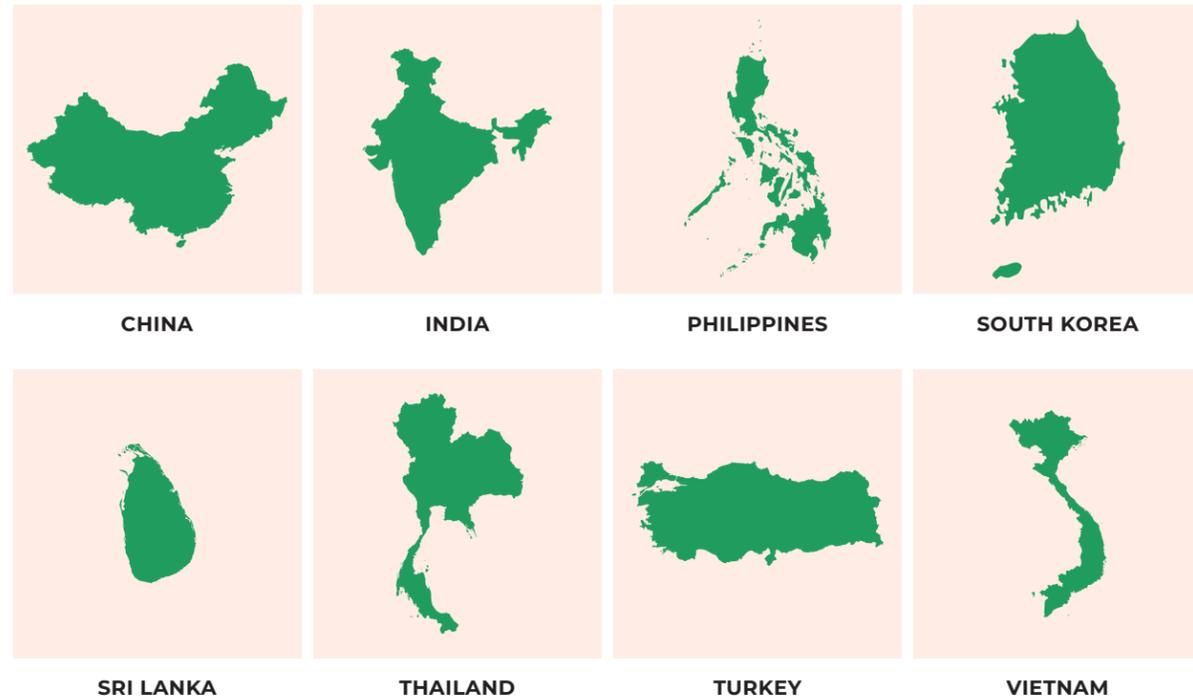 CHINA
INDIA
PHILIPPINES
SOUTH KOREA
SRI LANKA
THAILAND
TURKEY
VIETNAM